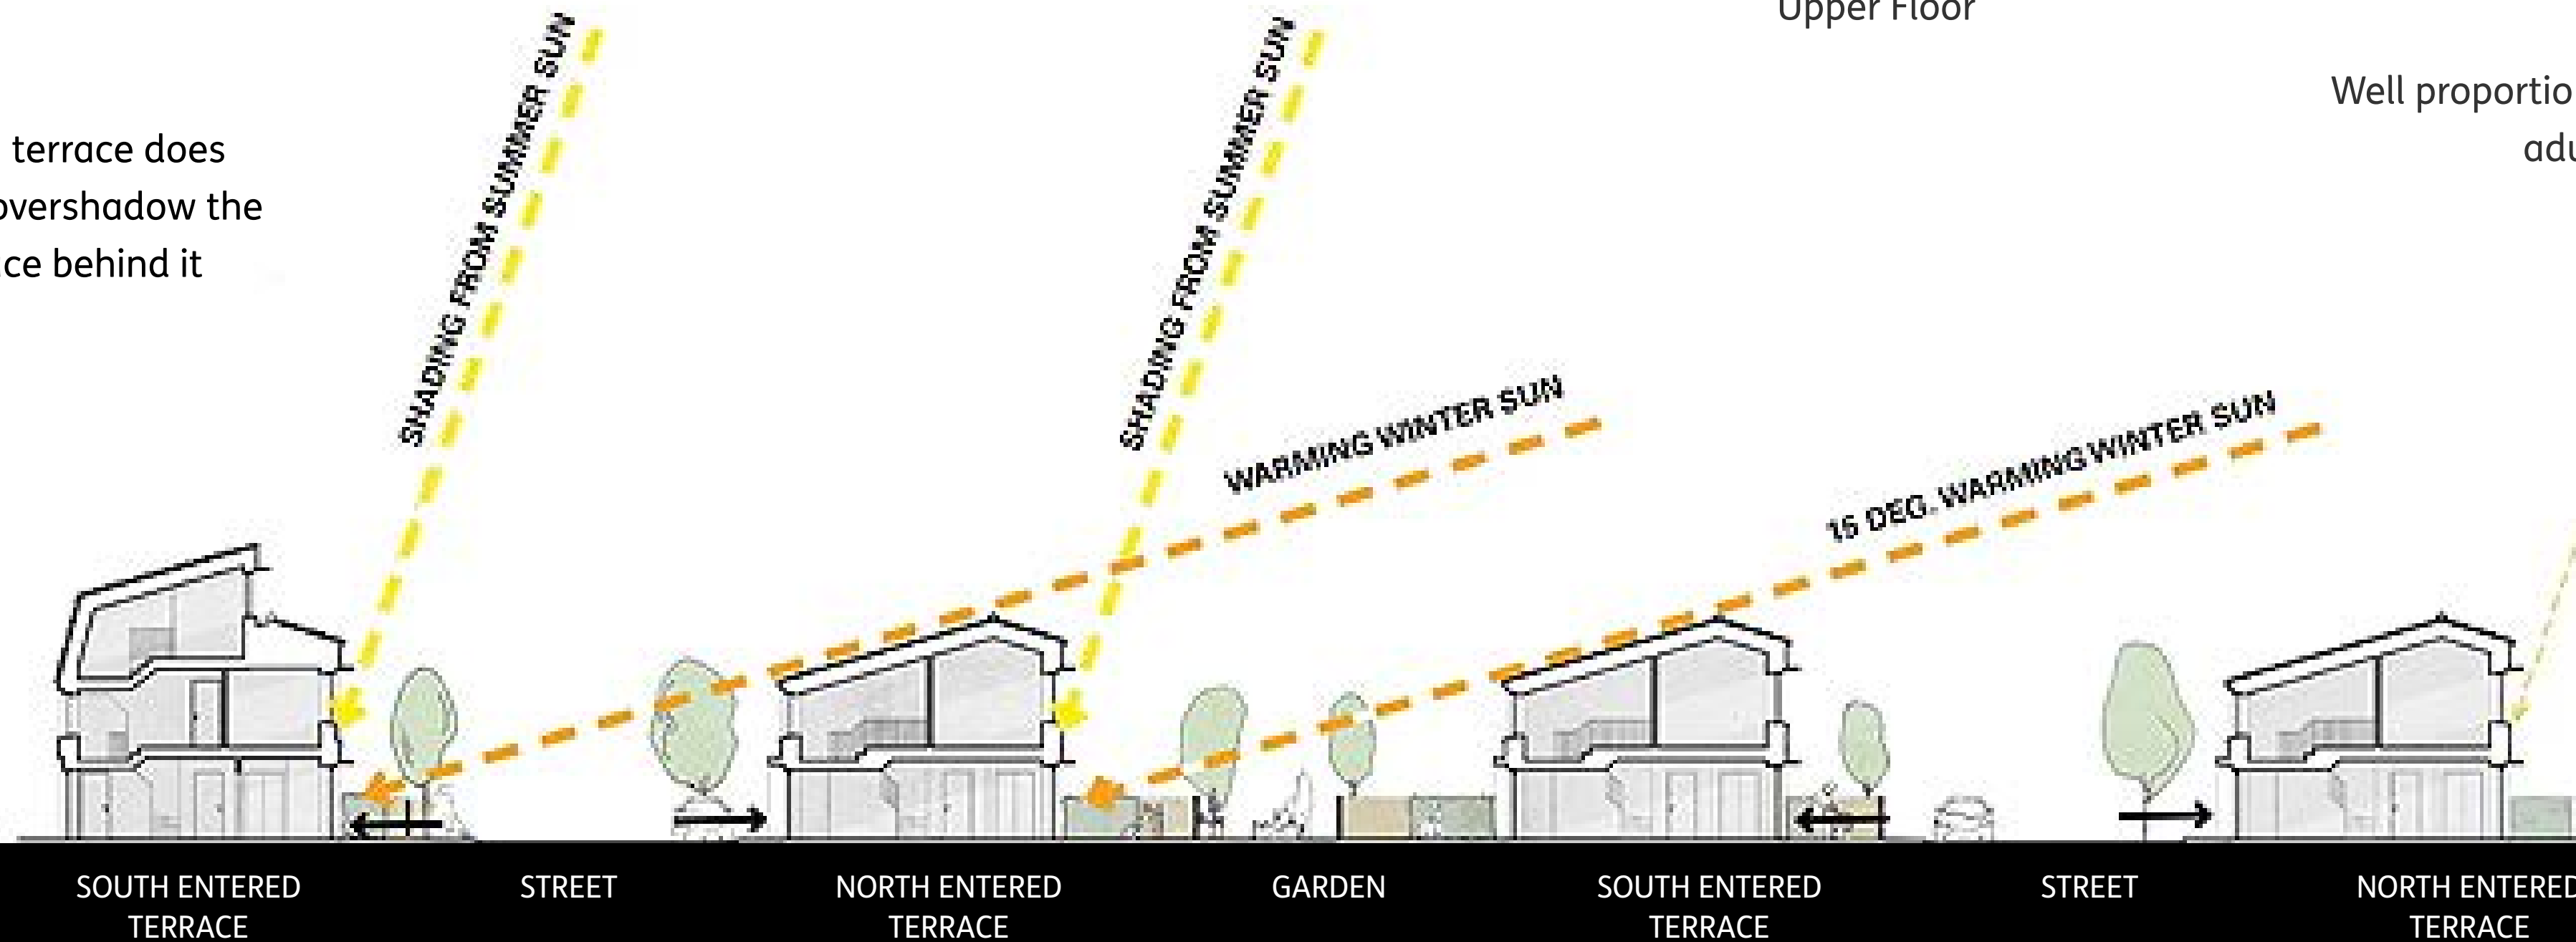 Upper Floor
Well proportio
adu
terrace does
overshadow the
ce behind it
SHADING FROM SUMMER SUN
SHADING FROM SUMMER SUN
WARMING WINTER SUN
15 DEG. WARMING WINTER SUN
SOUTH ENTERED
TERRACE
STREET
NORTH ENTERED
TERRACE
GARDEN
SOUTH ENTERED
TERRACE
STREET
NORTH ENTERED
TERRACE